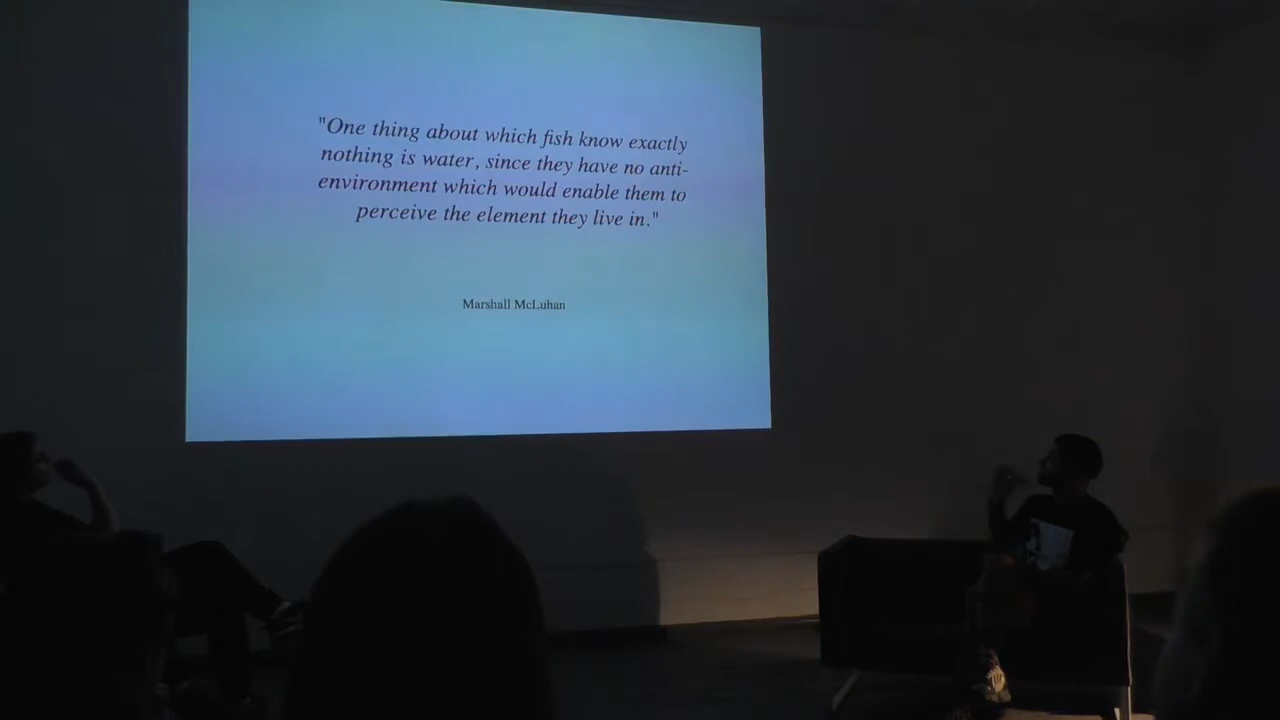 "One thing about which fish know exactly
nothing is water, since they have no anti-
environment which would enable them to
perceive the element they live in."
Marshall McLuhan